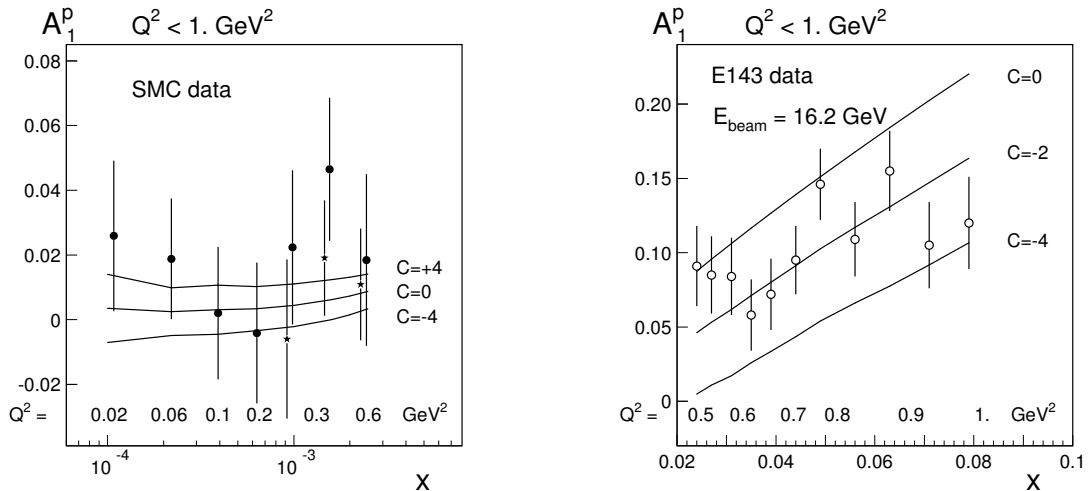 A₁ᵖ Q² < 1. GeV²
SMC data
0.08
0.06
0.04
0.02
0
-0.02
C=+4
C=0
C=-4
Q² = 0.02 0.06 0.1 0.2 0.3 0.6 GeV²
10⁻⁴ 10⁻³
x
A₁ᵖ Q² < 1. GeV²
E143 data
E_beam = 16.2 GeV
0.20
0.15
0.10
0.05
0
C=0
C=-2
C=-4
Q² = 0.5 0.6 0.7 0.8 0.9 1. GeV²
0.02 0.04 0.06 0.08 0.1
x